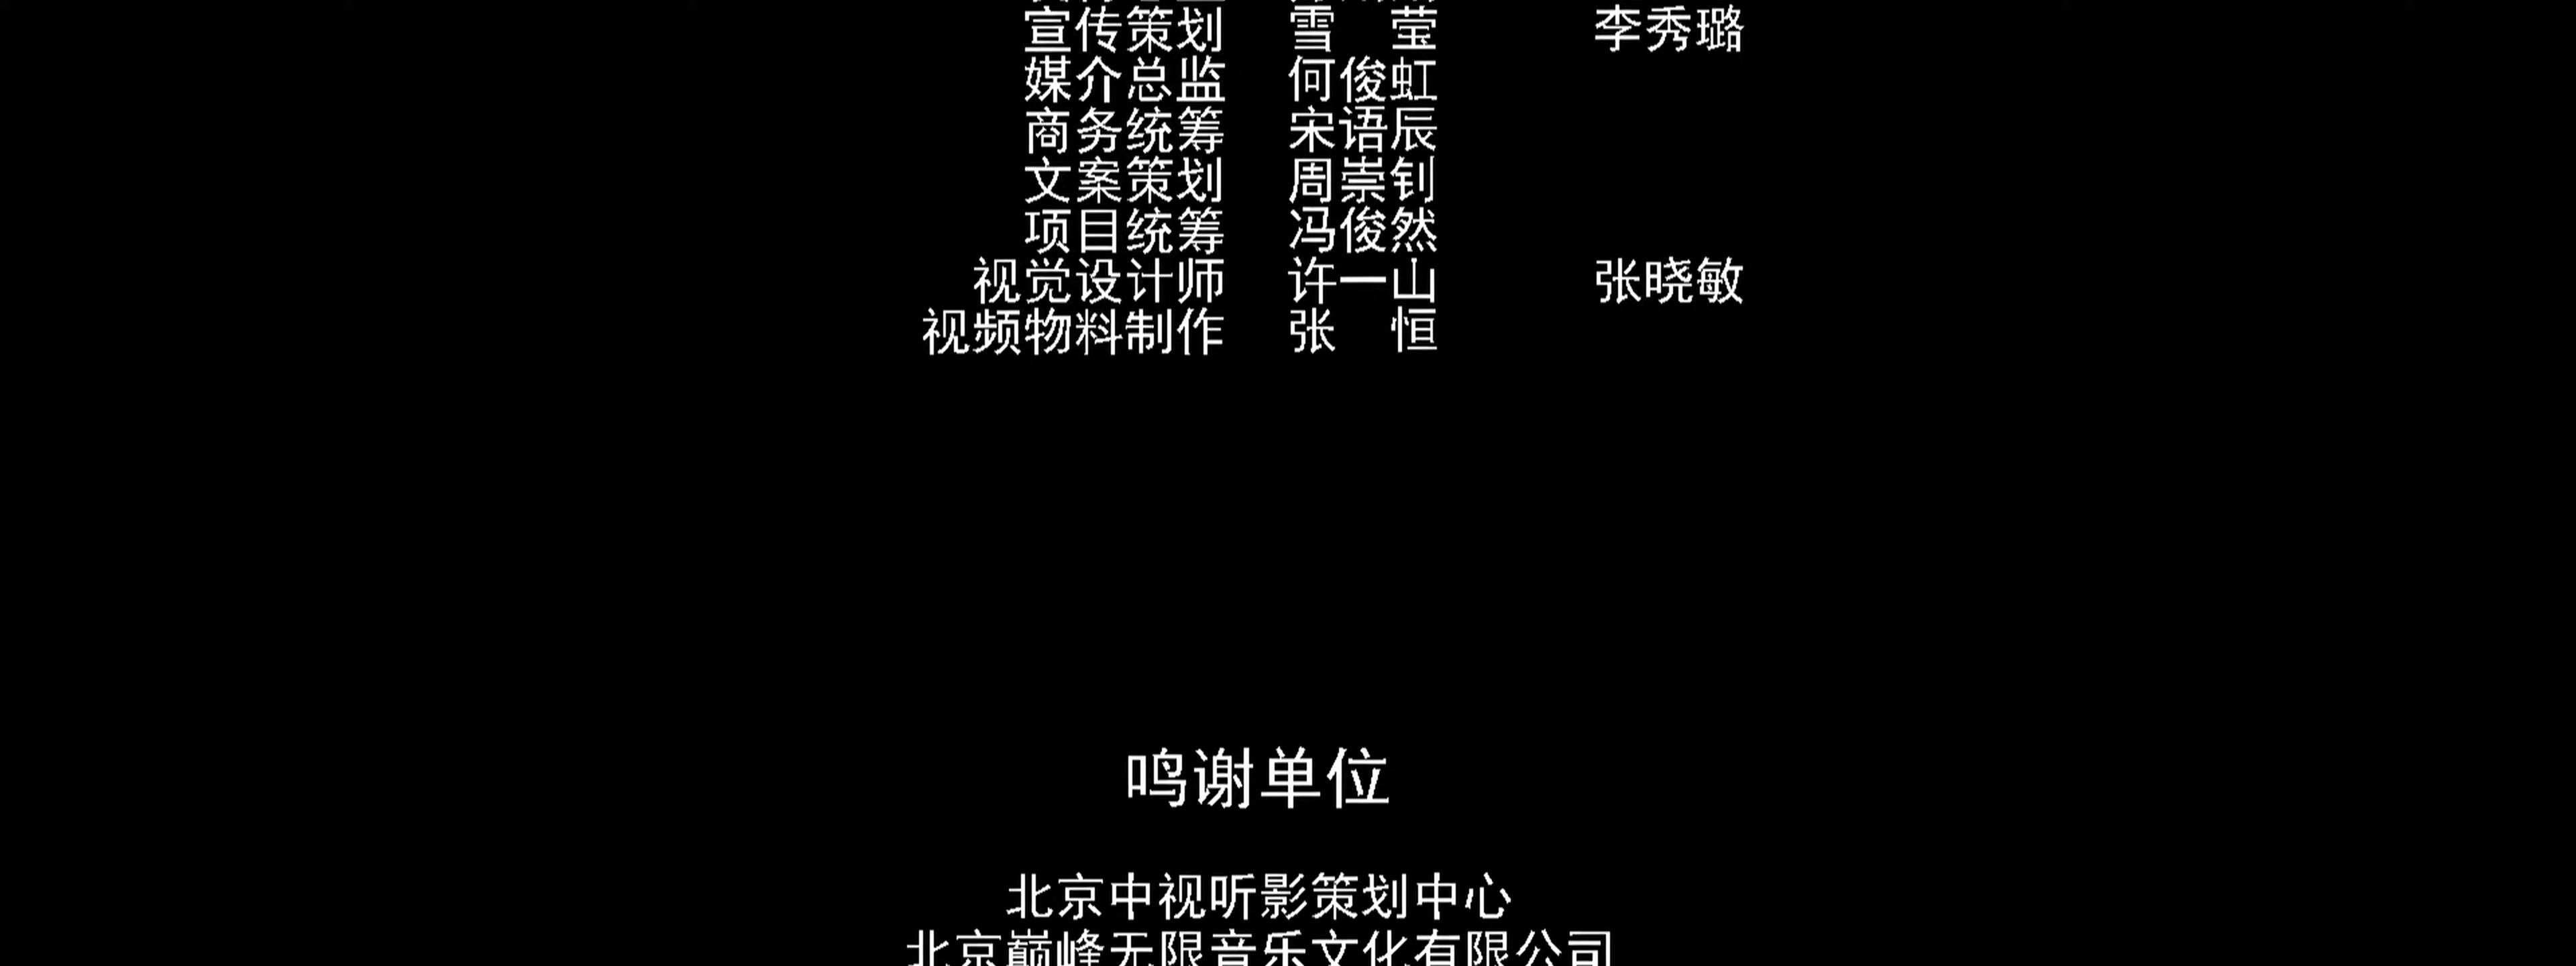 宣传策划 雪 莹 李秀璐
媒介总监 何俊虹
商务统筹 宋语辰
文案策划 周崇钊
项目统筹 冯俊然
视觉设计师 许一山 张晓敏
视频物料制作 张 恒
鸣谢单位
北京中视听影策划中心
北京巅峰无限音乐文化有限公司